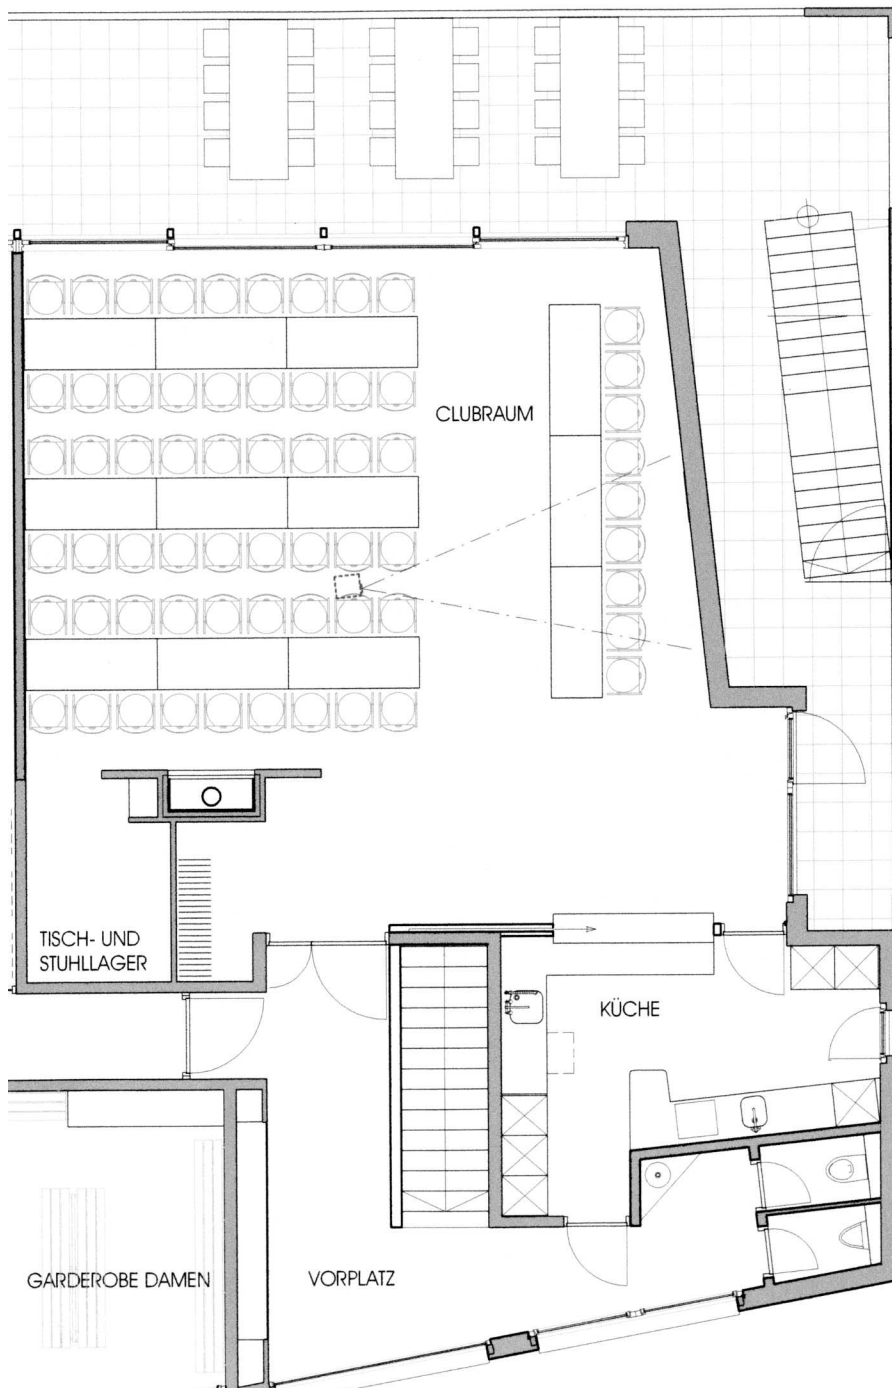 CLUBRAUM
TISCH- UND
STUHLLAGER
KÜCHE
GARDEROBE DAMEN
VORPLATZ